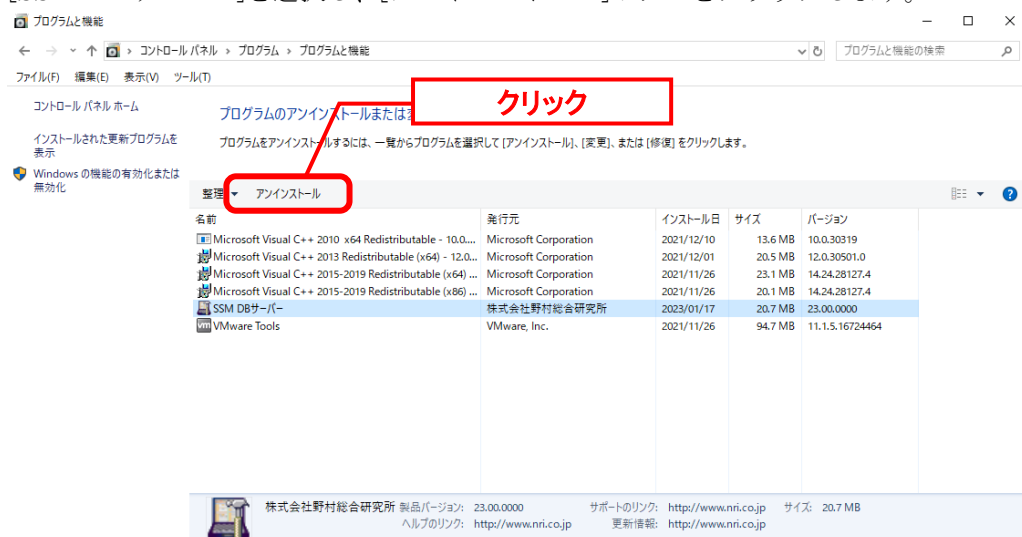 プログラムと機能
コントロール パネル › プログラム › プログラムと機能
プログラムと機能の検索
ファイル(F) 編集(E) 表示(V) ツール(T)
クリック
コントロール パネル ホーム
インストールされた更新プログラムを
表示
Windows の機能の有効化または
無効化
プログラムのアンインストールまたは
プログラムをアンインストールするには、一覧からプログラムを選択して [アンインストール]、[変更]、または [修復] をクリックします。
整理 アンインストール
名前 発行元 インストール日 サイズ バージョン
Microsoft Visual C++ 2010 x64 Redistributable - 10.0.... Microsoft Corporation 2021/12/10 13.6 MB 10.0.30319
Microsoft Visual C++ 2013 Redistributable (x64) - 12.0... Microsoft Corporation 2021/12/01 20.5 MB 12.0.30501.0
Microsoft Visual C++ 2015-2019 Redistributable (x64) ... Microsoft Corporation 2021/11/26 23.1 MB 14.24.28127.4
Microsoft Visual C++ 2015-2019 Redistributable (x86) ... Microsoft Corporation 2021/11/26 20.1 MB 14.24.28127.4
SSM DBサーバー 株式会社野村総合研究所 2023/01/17 20.7 MB 23.00.0000
VMware Tools VMware, Inc. 2021/11/26 94.7 MB 11.1.5.16724464
株式会社野村総合研究所 製品バージョン: 23.00.0000 サポートのリンク: http://www.nri.co.jp サイズ: 20.7 MB
ヘルプのリンク: http://www.nri.co.jp 更新情報: http://www.nri.co.jp